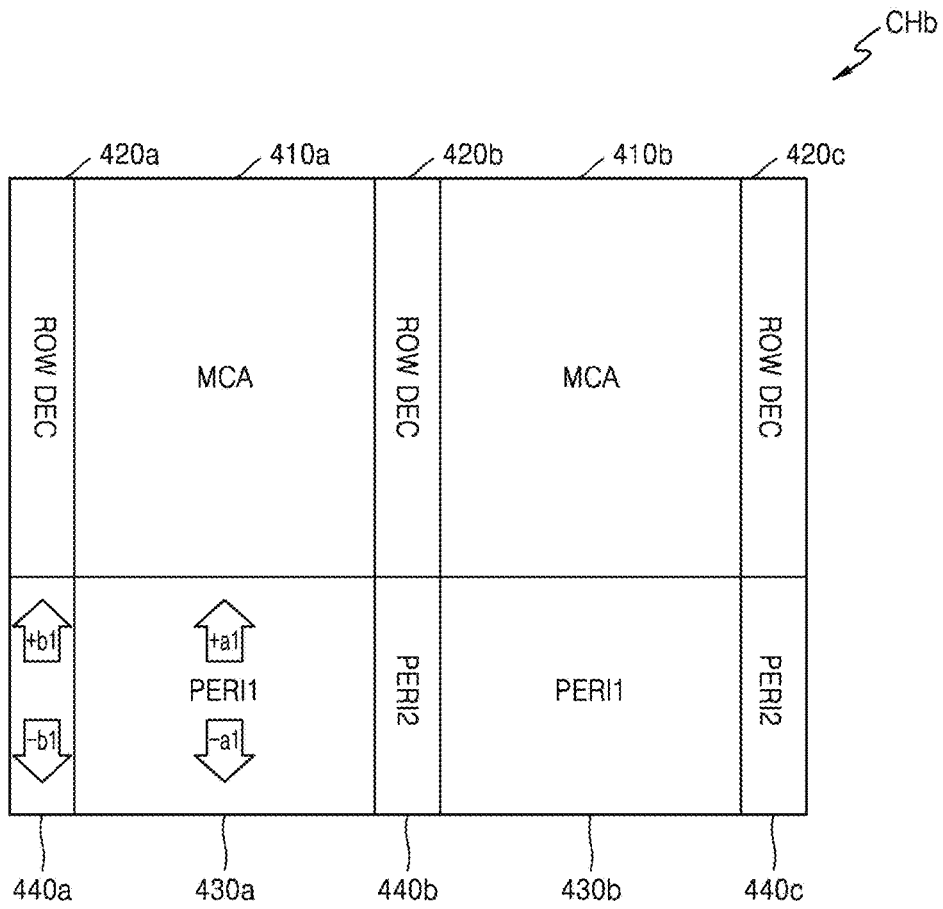 CHb
420a 410a 420b 410b 420c
ROW DEC MCA ROW DEC MCA ROW DEC
+b1 +a1
PERI1 PERI2 PERI1 PERI2
-b1 -a1
440a 430a 440b 430b 440c